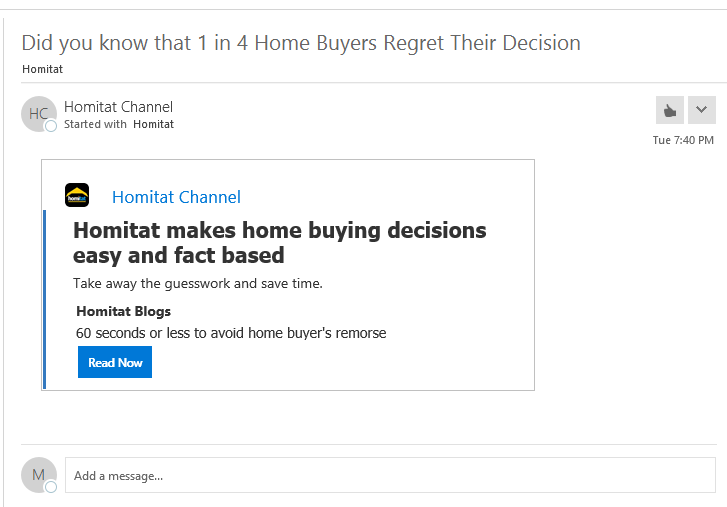 Did you know that 1 in 4 Home Buyers Regret Their Decision
Homitat
HC
Homitat Channel
Started with Homitat
Tue 7:40 PM
homitat
Homitat Channel
Homitat makes home buying decisions
easy and fact based
Take away the guesswork and save time.
Homitat Blogs
60 seconds or less to avoid home buyer's remorse
Read Now
M
Add a message...